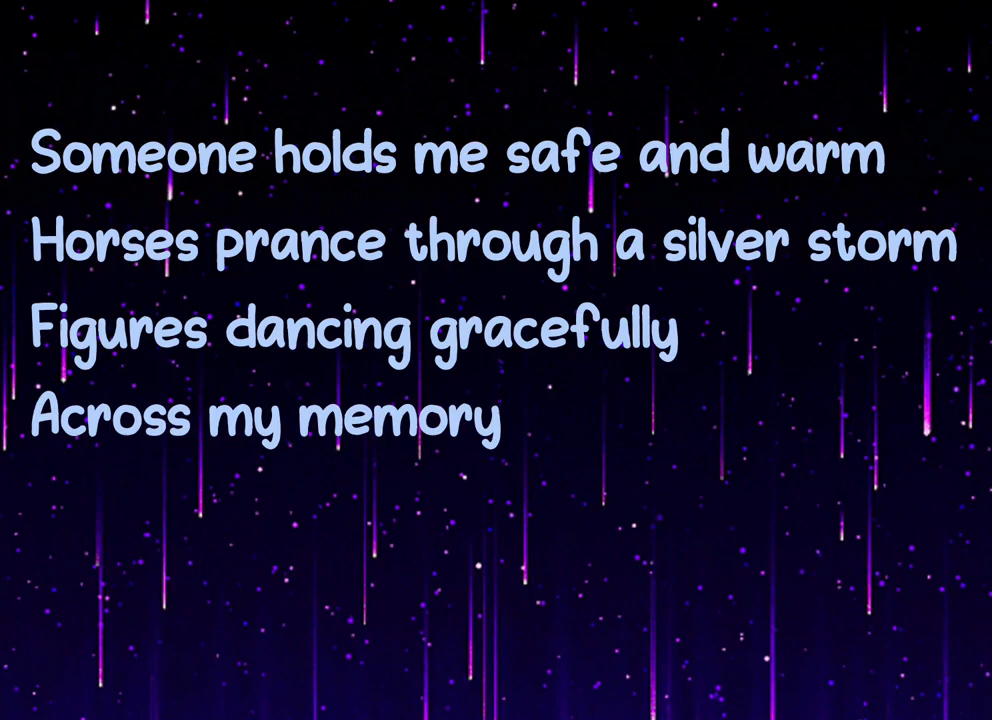 Someone holds me safe and warm
Horses prance through a silver storm
Figures dancing gracefully
Across my memory